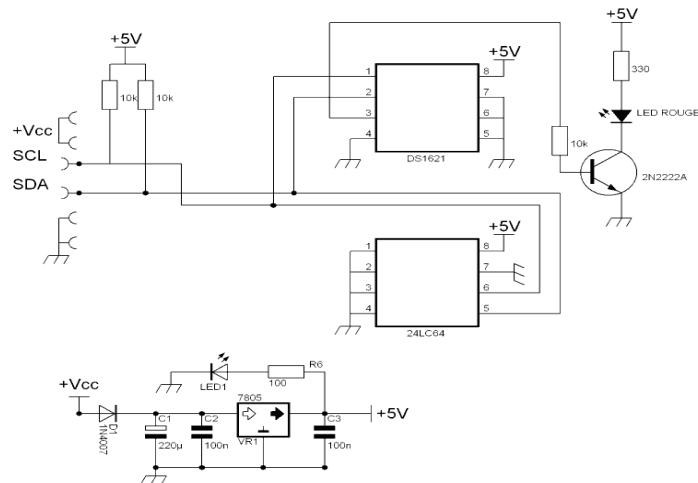 +5V
10k
10k
+Vcc
SCL
SDA
1
2
3
4
8
7
6
5
+5V
DS1621
10k
+5V
330
LED ROUGE
2N2222A
1
2
3
4
8
7
6
5
+5V
24LC64
+Vcc
D1
1N4007
C1
220µ
C2
100n
LED1
R6
100
7805
VR1
C3
100n
+5V